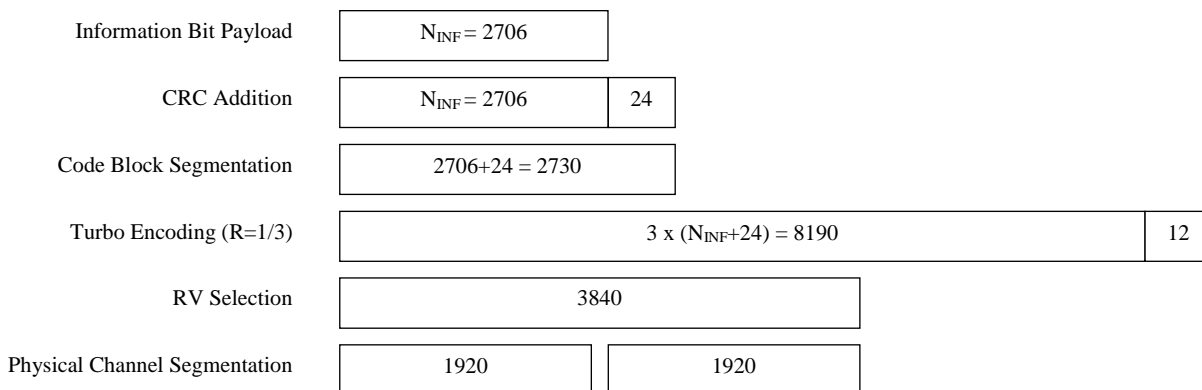 Information Bit Payload N_INF = 2706
CRC Addition N_INF = 2706 24
Code Block Segmentation 2706+24 = 2730
Turbo Encoding (R=1/3) 3 x (N_INF+24) = 8190 12
RV Selection 3840
Physical Channel Segmentation 1920 1920